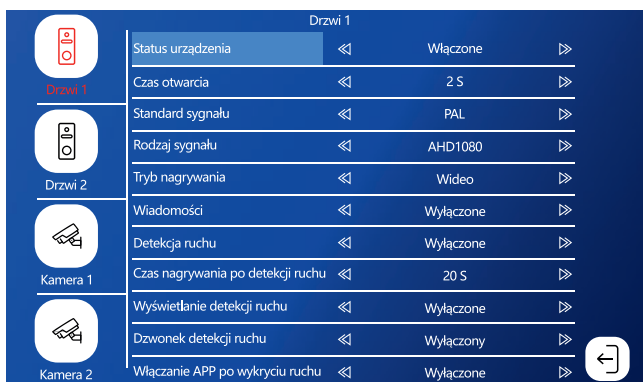 Drzwi 1
Drzwi 1
Drzwi 2
Kamera 1
Kamera 2
Status urządzenia Włączone
Czas otwarcia 2 S
Standard sygnału PAL
Rodzaj sygnału AHD1080
Tryb nagrywania Wideo
Wiadomości Wyłączone
Detekcja ruchu Wyłączone
Czas nagrywania po detekcji ruchu 20 S
Wyświetlanie detekcji ruchu Wyłączone
Dzwonek detekcji ruchu Wyłączony
Włączanie APP po wykryciu ruchu Wyłączone